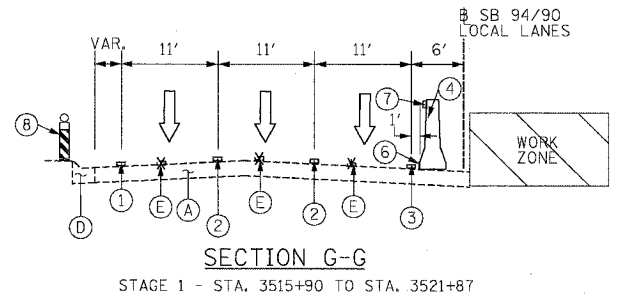 B SB 94/90
LOCAL LANES
VAR. 11' 11' 11' 6'
8 7 4
1'
6
WORK
ZONE
D 1 E A 2 E 2 E 3
SECTION G-G
STAGE 1 - STA. 3515+90 TO STA. 3521+87